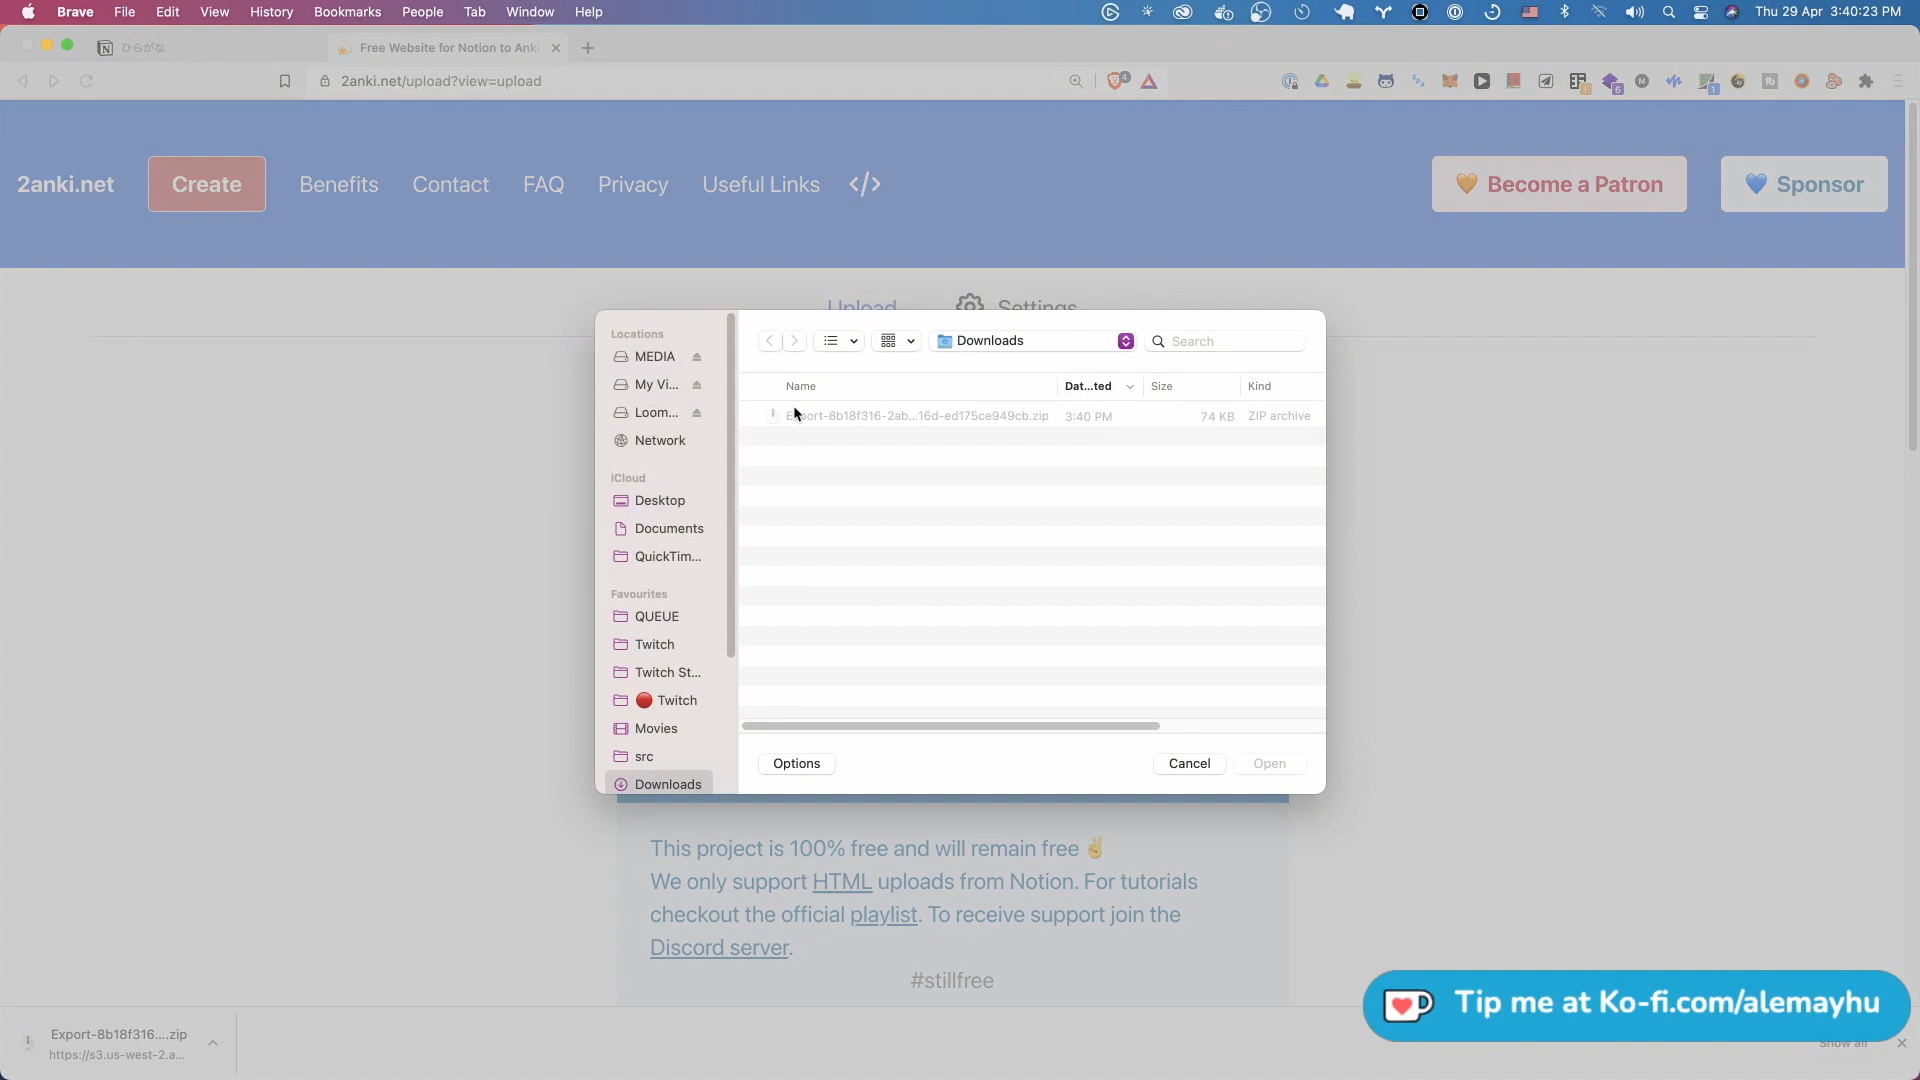 Brave File Edit View History Bookmarks People Tab Window Help Thu 29 Apr 3:40:23 PM
ひらがな Free Website for Notion to Anki
2anki.net/upload?view=upload
2anki.net Create Benefits Contact FAQ Privacy Useful Links </> 🧡 Become a Patron 💙 Sponsor
Upload Settings
Locations
MEDIA
My Vi...
Loom...
Network
iCloud
Desktop
Documents
QuickTim...
Favourites
QUEUE
Twitch
Twitch St...
🔴 Twitch
Movies
src
Downloads
Downloads Search
Name Dat...ted Size Kind
Export-8b18f316-2ab...16d-ed175ce949cb.zip 3:40 PM 74 KB ZIP archive
Options Cancel Open
This project is 100% free and will remain free ✌
We only support HTML uploads from Notion. For tutorials
checkout the official playlist. To receive support join the
Discord server.
#stillfree
Tip me at Ko-fi.com/alemayhu
Export-8b18f316....zip
https://s3.us-west-2.a...
Show all